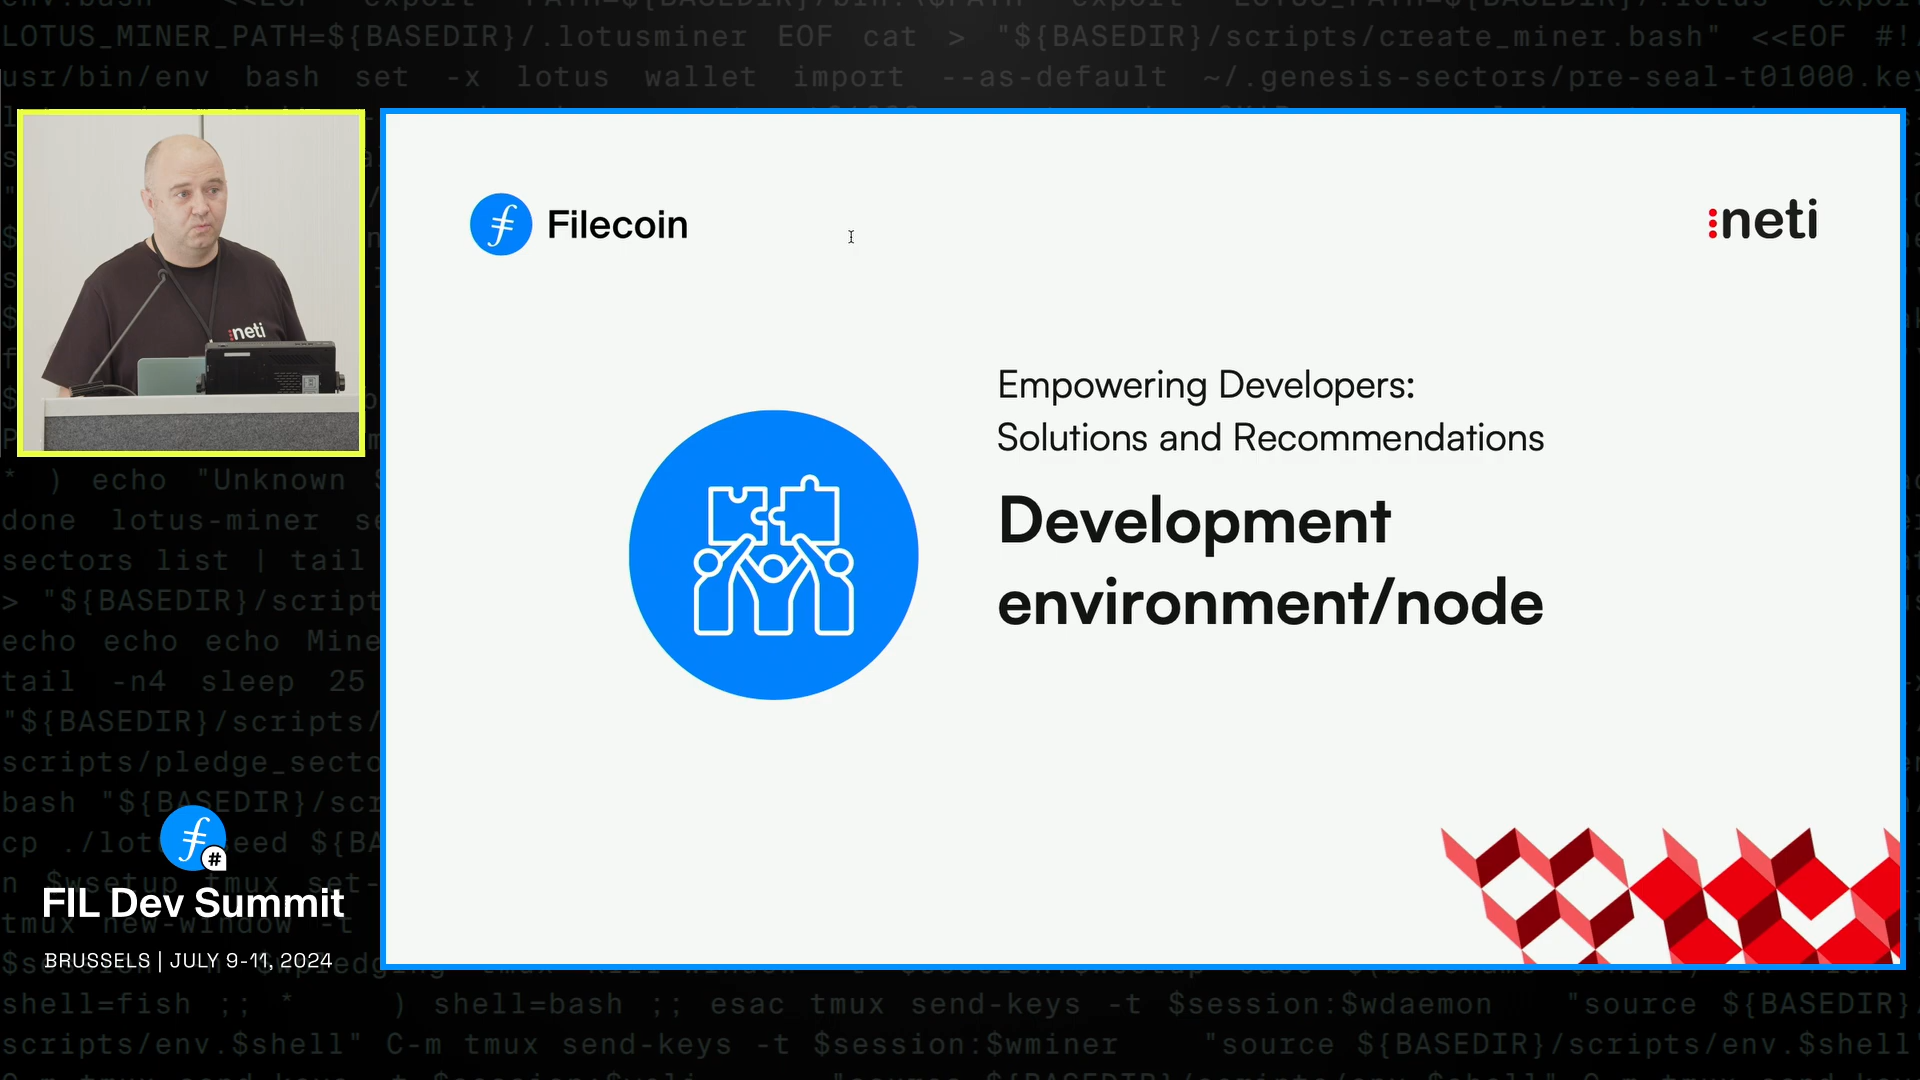 LOTUS_MINER_PATH=${BASEDIR}/.lotusminer EOF cat > "${BASEDIR}/scripts/create_miner.bash" <<EOF #!
usr/bin/env bash set -x lotus wallet import --as-default ~/.genesis-sectors/pre-seal-t01000.key
Filecoin
neti
neti
Empowering Developers:
Solutions and Recommendations
Development
environment/node
* ) echo "Unknown
done lotus-miner
sectors list | tail
> "${BASEDIR}/script
echo echo echo Mine
tail -n4 sleep 25
"${BASEDIR}/scripts/
scripts/pledge_secto
bash "${BASEDIR}/scr
#
FIL Dev Summit
tmux new-window -t
BRUSSELS | JULY 9-11, 2024
shell=fish ;; * ) shell=bash ;; esac tmux send-keys -t $session:$wdaemon "source ${BASEDIR}
scripts/env.$shell" C-m tmux send-keys -t $session:$wminer "source ${BASEDIR}/scripts/env.$shell"